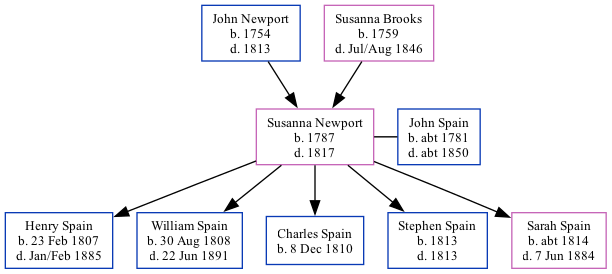 John Newport
b. 1754
d. 1813
Susanna Brooks
b. 1759
d. Jul/Aug 1846
Susanna Newport
b. 1787
d. 1817
John Spain
b. abt 1781
d. abt 1850
Henry Spain
b. 23 Feb 1807
d. Jan/Feb 1885
William Spain
b. 30 Aug 1808
d. 22 Jun 1891
Charles Spain
b. 8 Dec 1810
Stephen Spain
b. 1813
d. 1813
Sarah Spain
b. abt 1814
d. 7 Jun 1884